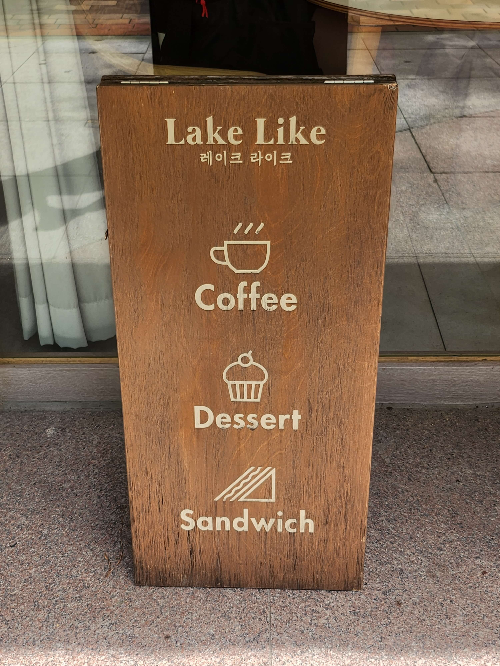 Lake Like
레이크 라이크
Coffee
Dessert
Sandwich